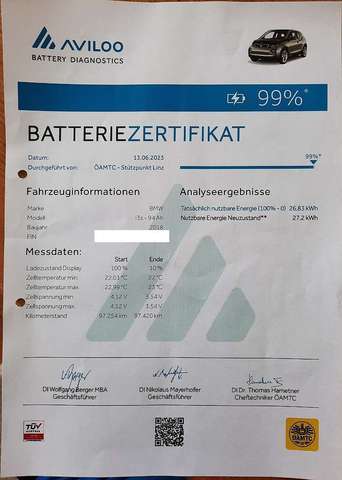 AVILOO
BATTERY DIAGNOSTICS
99%*
BATTERIEZERTIFIKAT
Datum: 13.06.2023
Durchgeführt von: ÖAMTC - Stützpunkt Linz
99%*
Fahrzeuginformationen
Marke BMW
Modell i3s - 94 Ah
Baujahr 2018
FIN
Analyseergebnisse
Tatsächlich nutzbare Energie (100% - 0) 26,83 kWh
Nutzbare Energie Neuzustand** 27,2 kWh
Messdaten:
Start Ende
Ladezustand Display 100 % 10 %
Zelltemperatur min 22,01 °C 22 °C
Zelltemperatur max 22,99 °C 23 °C
Zellspannung min 4,12 V 3,54 V
Zellspannung max 4,12 V 3,54 V
Kilometerstand 97.254 km 97.420 km
DI Wolfgang Berger MBA
Geschäftsführer
DI Nikolaus Mayerhofer
Geschäftsführer
DI Dr. Thomas Hametner
Cheftechniker ÖAMTC
TÜV
AUSTRIA
ÖAMTC